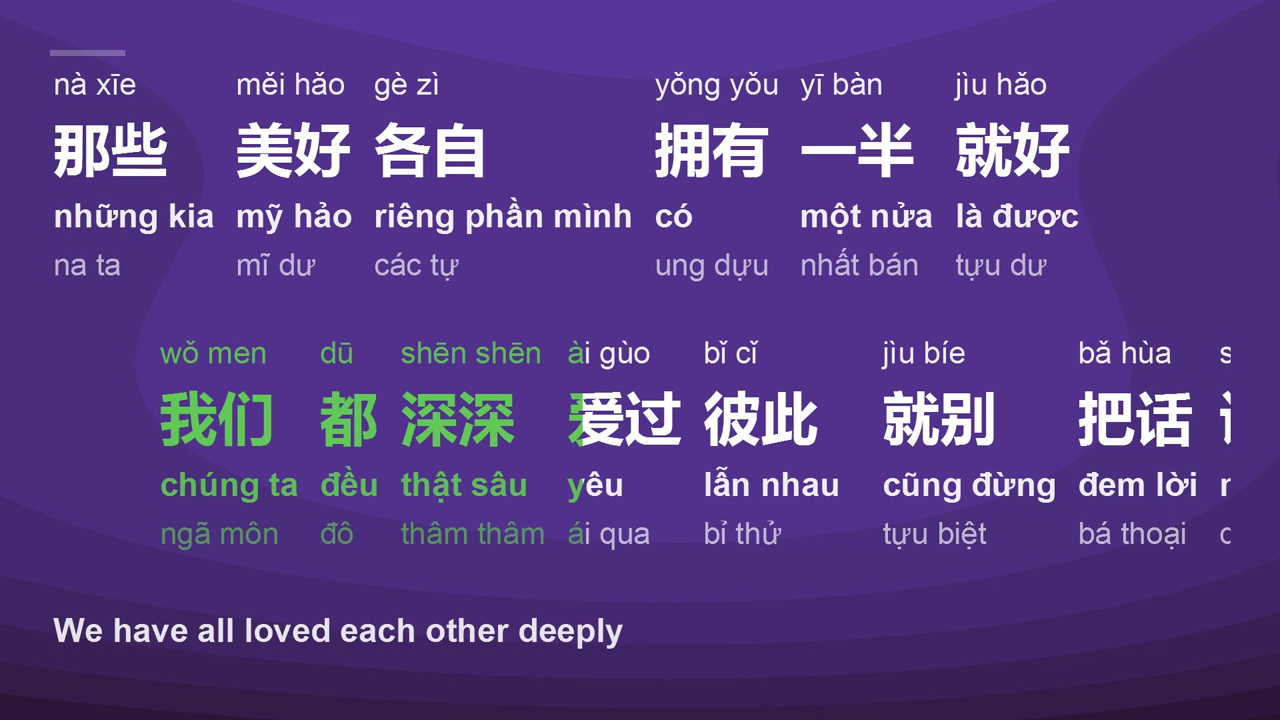 nà xīe měi hǎo gè zì yǒng yǒu yī bàn jìu hǎo
那些 美好 各自 拥有 一半 就好
những kia mỹ hảo riêng phần mình có một nửa là được
na ta mĩ dư các tự ung dựu nhất bán tựu dư
wǒ men dū shēn shēn ài gùo bǐ cǐ jìu bíe bǎ hùa
我们 都 深深 爱过 彼此 就别 把话
chúng ta đều thật sâu yêu lẫn nhau cũng đừng đem lời
ngã môn đô thâm thâm ái qua bỉ thử tựu biệt bá thoại
We have all loved each other deeply